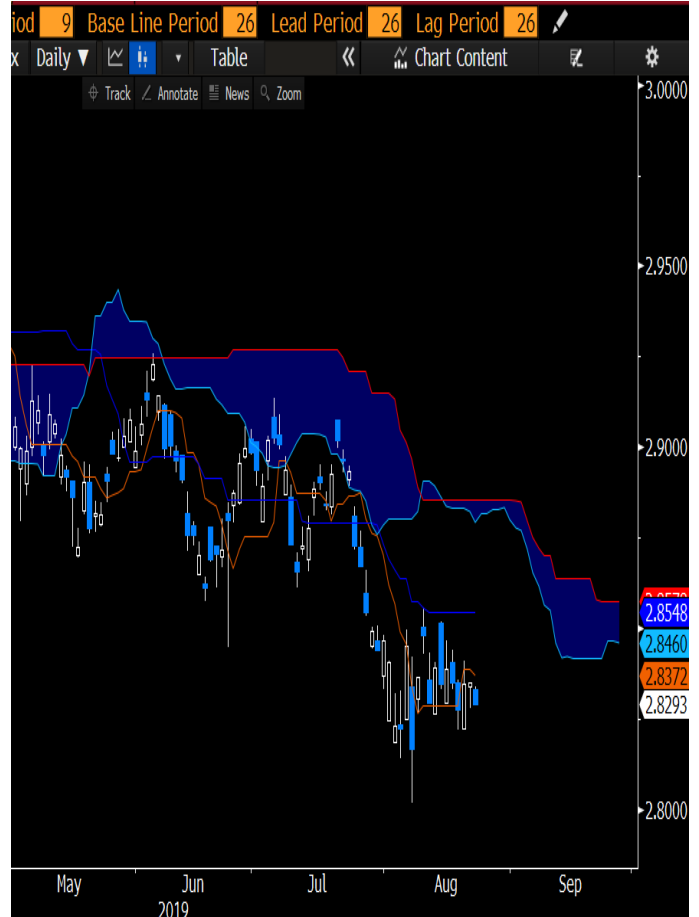 iod 9 Base Line Period 26 Lead Period 26 Lag Period 26
x Daily ▼ Table « Chart Content
Track Annotate News Zoom
3.0000
2.9500
2.9000
2.8548
2.8460
2.8372
2.8293
2.8000
May Jun Jul Aug Sep
2019